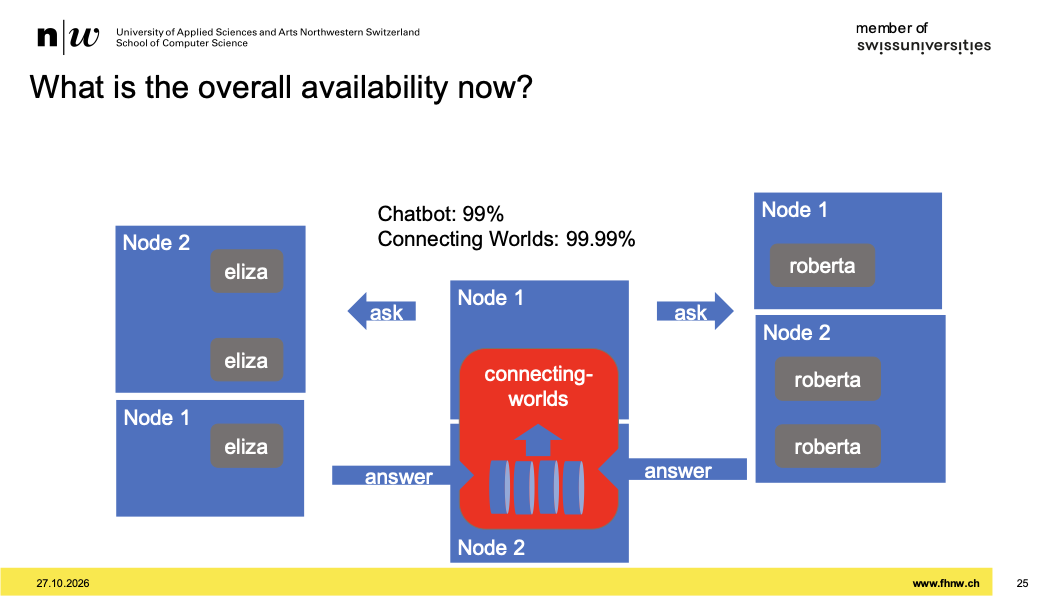 n|w University of Applied Sciences and Arts Northwestern Switzerland
School of Computer Science
member of
swissuniversities
What is the overall availability now?
Chatbot: 99%
Connecting Worlds: 99.99%
Node 2
eliza
eliza
Node 1
eliza
ask
answer
Node 1
connecting-
worlds
Node 2
ask
answer
Node 1
roberta
Node 2
roberta
roberta
27.10.2026
www.fhnw.ch
25